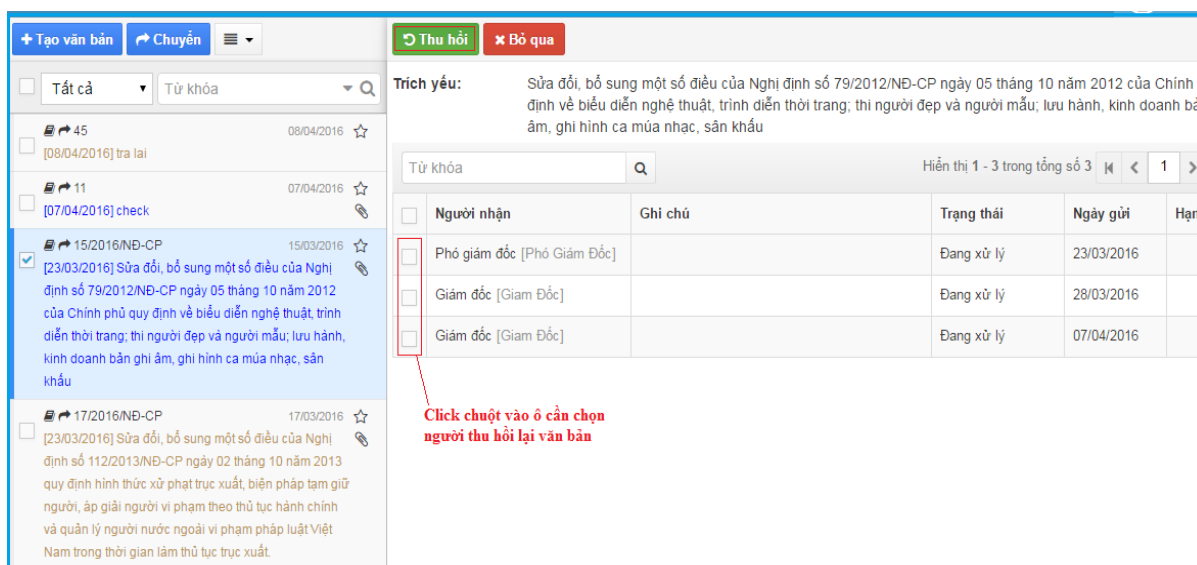 Tạo văn bản
Chuyển
Tất cả
Từ khóa
45
08/04/2016
[08/04/2016] tra lai
11
07/04/2016
[07/04/2016] check
15/2016/NĐ-CP
15/03/2016
[23/03/2016] Sửa đổi, bổ sung một số điều của Nghị
định số 79/2012/NĐ-CP ngày 05 tháng 10 năm 2012
của Chính phủ quy định về biểu diễn nghệ thuật, trình
diễn thời trang; thi người đẹp và người mẫu; lưu hành,
kinh doanh bản ghi âm, ghi hình ca múa nhạc, sân
khấu
17/2016/NĐ-CP
17/03/2016
[23/03/2016] Sửa đổi, bổ sung một số điều của Nghị
định số 112/2013/NĐ-CP ngày 02 tháng 10 năm 2013
quy định hình thức xử phạt trục xuất, biện pháp tạm giữ
người, áp giải người vi phạm theo thủ tục hành chính
và quản lý người nước ngoài vi phạm pháp luật Việt
Nam trong thời gian làm thủ tục trục xuất.
Thu hồi
Bỏ qua
Trích yếu:
Sửa đổi, bổ sung một số điều của Nghị định số 79/2012/NĐ-CP ngày 05 tháng 10 năm 2012 của Chính
định về biểu diễn nghệ thuật, trình diễn thời trang; thi người đẹp và người mẫu; lưu hành, kinh doanh
âm, ghi hình ca múa nhạc, sân khấu
Từ khóa
Hiển thị 1 - 3 trong tổng số 3
1
Người nhận
Ghi chú
Trạng thái
Ngày gửi
Phó giám đốc [Phó Giám Đốc]
Đang xử lý
23/03/2016
Giám đốc [Giam Đốc]
Đang xử lý
28/03/2016
Giám đốc [Giam Đốc]
Đang xử lý
07/04/2016
Click chuột vào ô cần chọn
người thu hồi lại văn bản